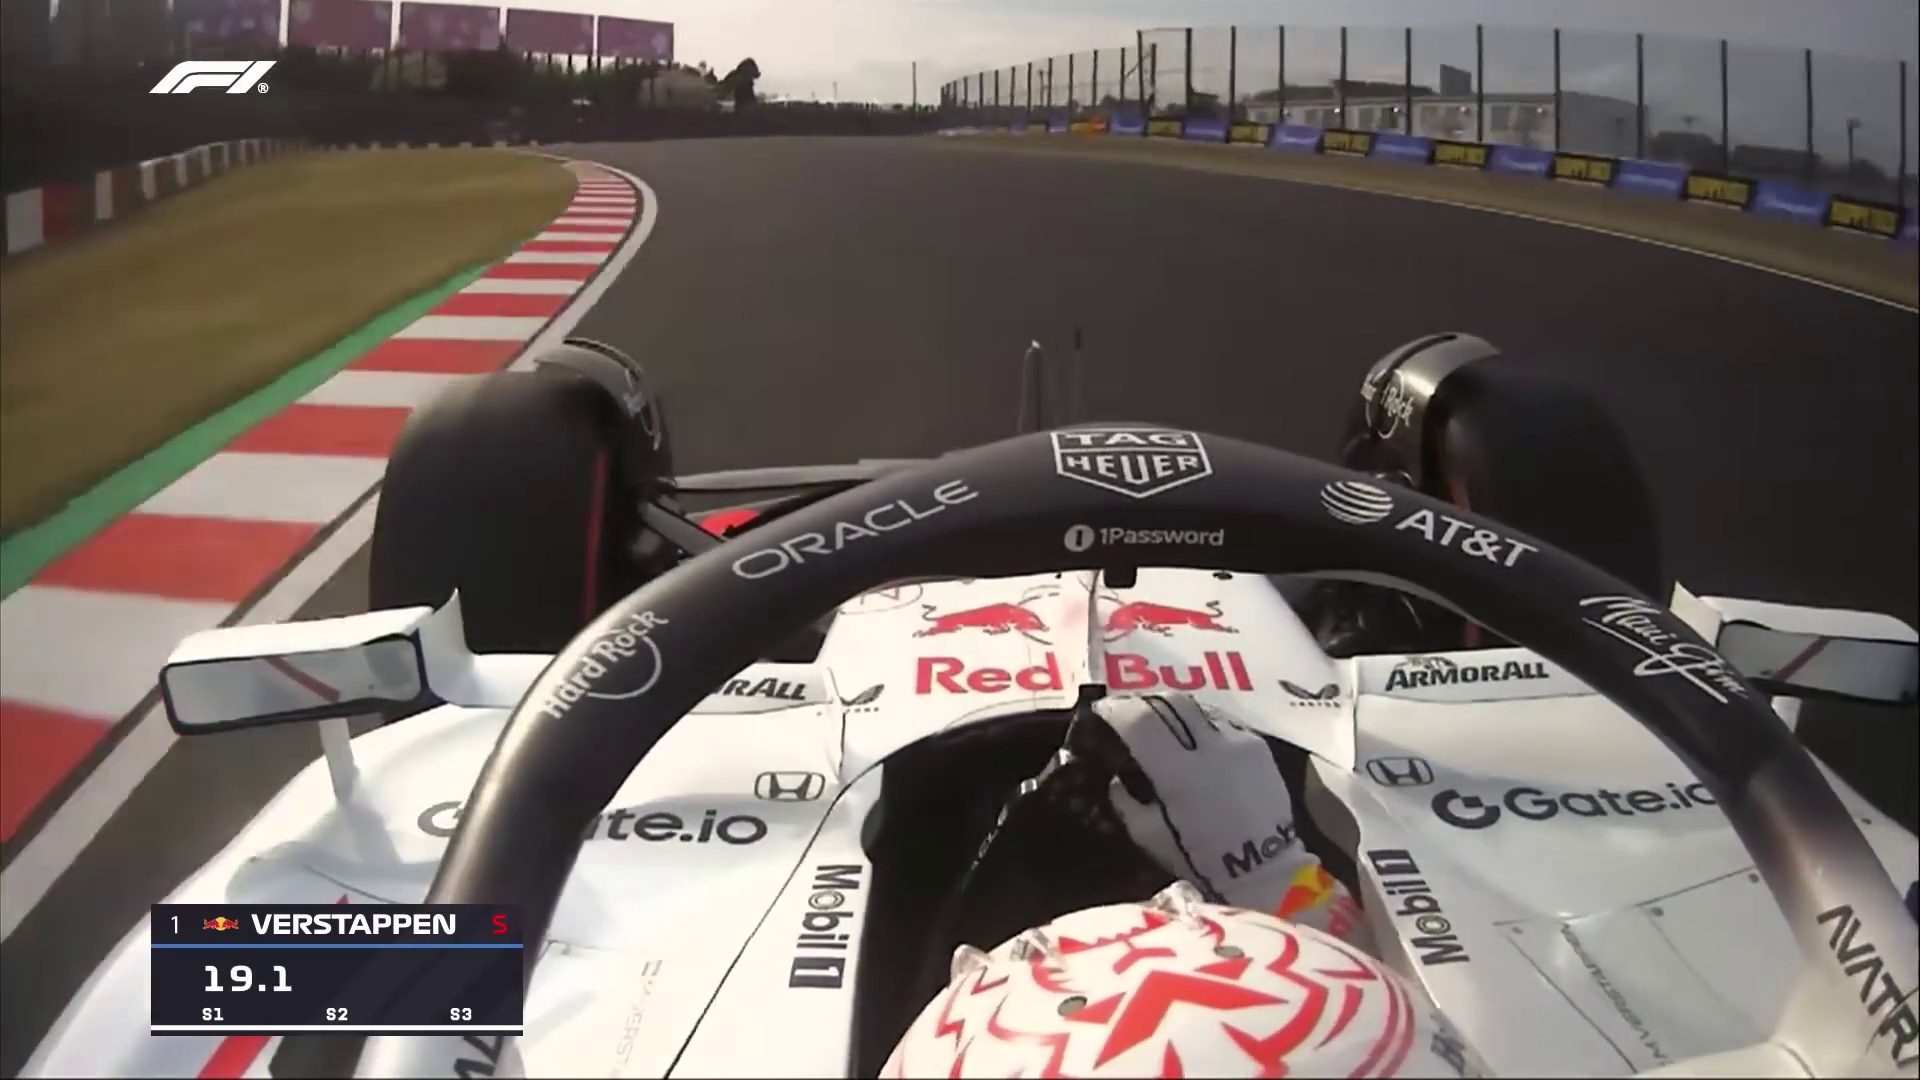 F1®
TAG
HEUER
ORACLE
1Password
AT&T
Hard Rock
Rock
Maui Jim
Red Bull
ARMORALL
Gate.io
Gate.io
Mobil 1
Mobil 1
Mobil
AVATR
1 VERSTAPPEN S
19.1
S1 S2 S3